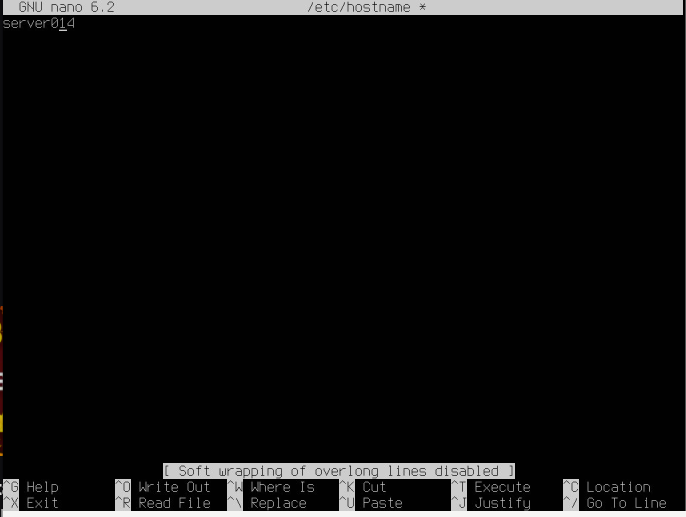 GNU nano 6.2 /etc/hostname *
server014
[ Soft wrapping of overlong lines disabled ]
^G Help ^O Write Out ^W Where Is ^K Cut ^T Execute ^C Location
^X Exit ^R Read File ^\ Replace ^U Paste ^J Justify ^/ Go To Line